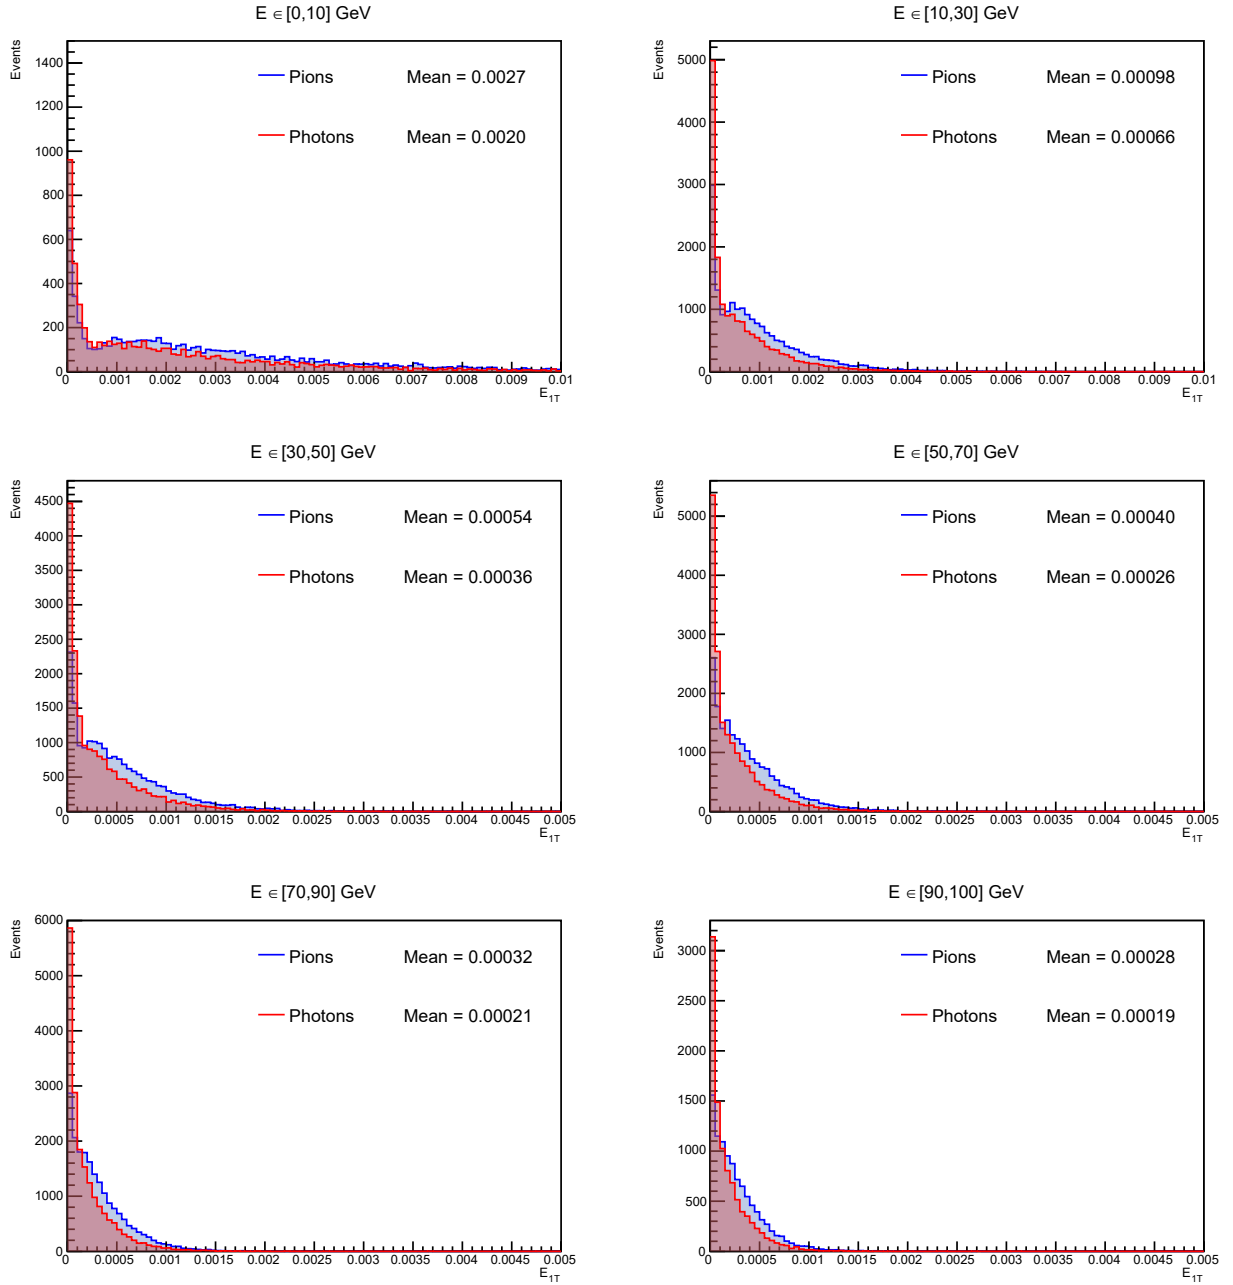 E ∈ [0,10] GeV
Events
1400
1200
1000
800
600
400
200
0
Pions Mean = 0.0027
Photons Mean = 0.0020
0 0.001 0.002 0.003 0.004 0.005 0.006 0.007 0.008 0.009 0.01
E1T
E ∈ [10,30] GeV
Events
5000
4000
3000
2000
1000
0
Pions Mean = 0.00098
Photons Mean = 0.00066
0 0.001 0.002 0.003 0.004 0.005 0.006 0.007 0.008 0.009 0.01
E1T
E ∈ [30,50] GeV
Events
4500
4000
3500
3000
2500
2000
1500
1000
500
0
Pions Mean = 0.00054
Photons Mean = 0.00036
0 0.0005 0.001 0.0015 0.002 0.0025 0.003 0.0035 0.004 0.0045 0.005
E1T
E ∈ [50,70] GeV
Events
5000
4000
3000
2000
1000
0
Pions Mean = 0.00040
Photons Mean = 0.00026
0 0.0005 0.001 0.0015 0.002 0.0025 0.003 0.0035 0.004 0.0045 0.005
E1T
E ∈ [70,90] GeV
Events
6000
5000
4000
3000
2000
1000
0
Pions Mean = 0.00032
Photons Mean = 0.00021
0 0.0005 0.001 0.0015 0.002 0.0025 0.003 0.0035 0.004 0.0045 0.005
E1T
E ∈ [90,100] GeV
Events
3000
2500
2000
1500
1000
500
0
Pions Mean = 0.00028
Photons Mean = 0.00019
0 0.0005 0.001 0.0015 0.002 0.0025 0.003 0.0035 0.004 0.0045 0.005
E1T